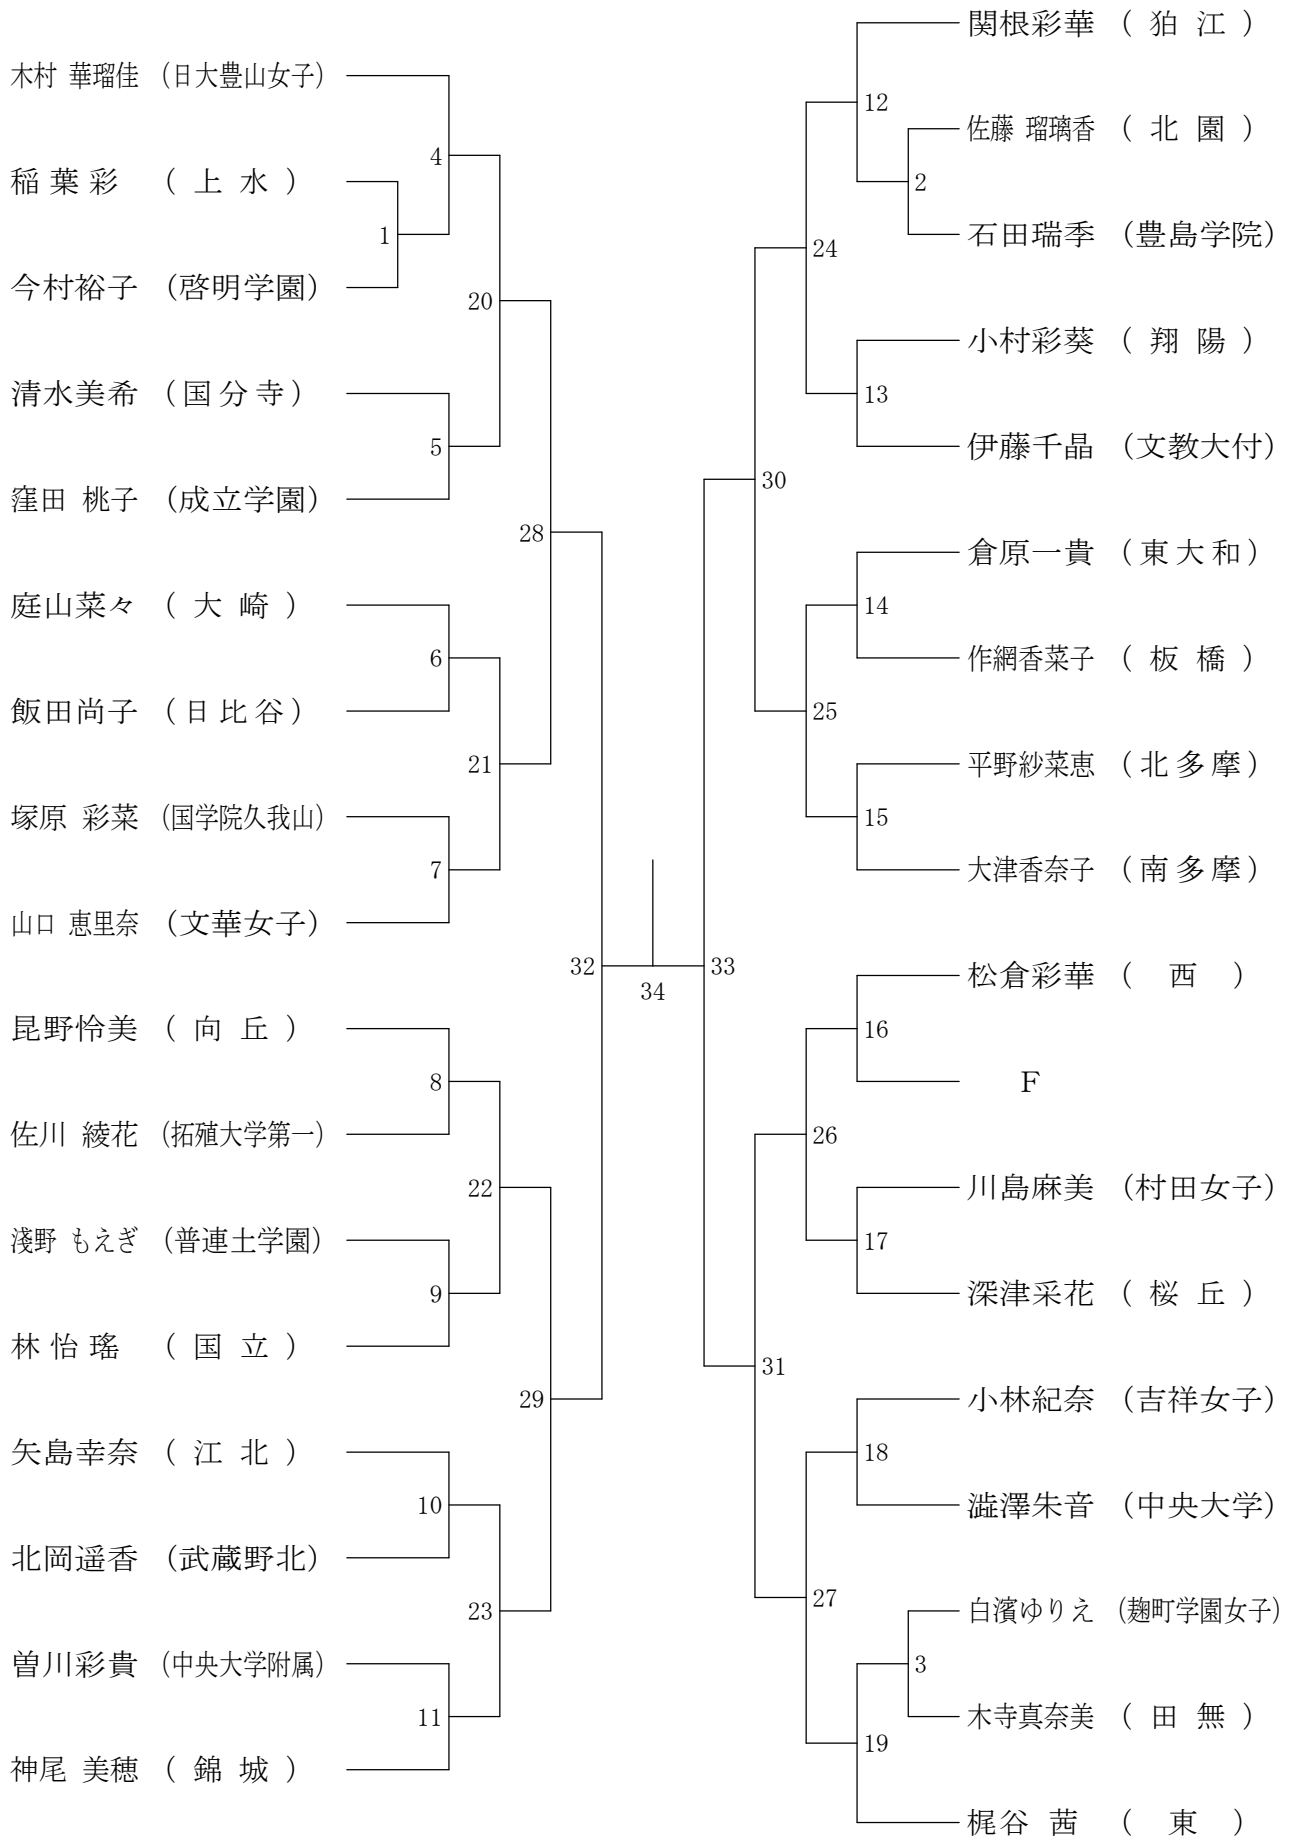 木村 華瑠佳 (日大豊山女子)
稲葉彩 (上水)
今村裕子 (啓明学園)
清水美希 (国分寺)
窪田 桃子 (成立学園)
庭山菜々 (大崎)
飯田尚子 (日比谷)
塚原 彩菜 (国学院久我山)
山口 恵里奈 (文華女子)
昆野怜美 (向丘)
佐川 綾花 (拓殖大学第一)
淺野 もえぎ (普連土学園)
林怡瑤 (国立)
矢島幸奈 (江北)
北岡遥香 (武蔵野北)
曽川彩貴 (中央大学附属)
神尾 美穂 (錦城)
1
4
5
6
7
8
9
10
11
20
21
22
23
28
29
32
34
33
30
31
24
25
26
27
12
2
13
14
15
16
17
18
3
19
関根彩華 (狛江)
佐藤 瑠璃香 (北園)
石田瑞季 (豊島学院)
小村彩葵 (翔陽)
伊藤千晶 (文教大付)
倉原一貴 (東大和)
作網香菜子 (板橋)
平野紗菜恵 (北多摩)
大津香奈子 (南多摩)
松倉彩華 (西)
F
川島麻美 (村田女子)
深津采花 (桜丘)
小林紀奈 (吉祥女子)
澁澤朱音 (中央大学)
白濱ゆりえ (麹町学園女子)
木寺真奈美 (田無)
梶谷 茜 (東)